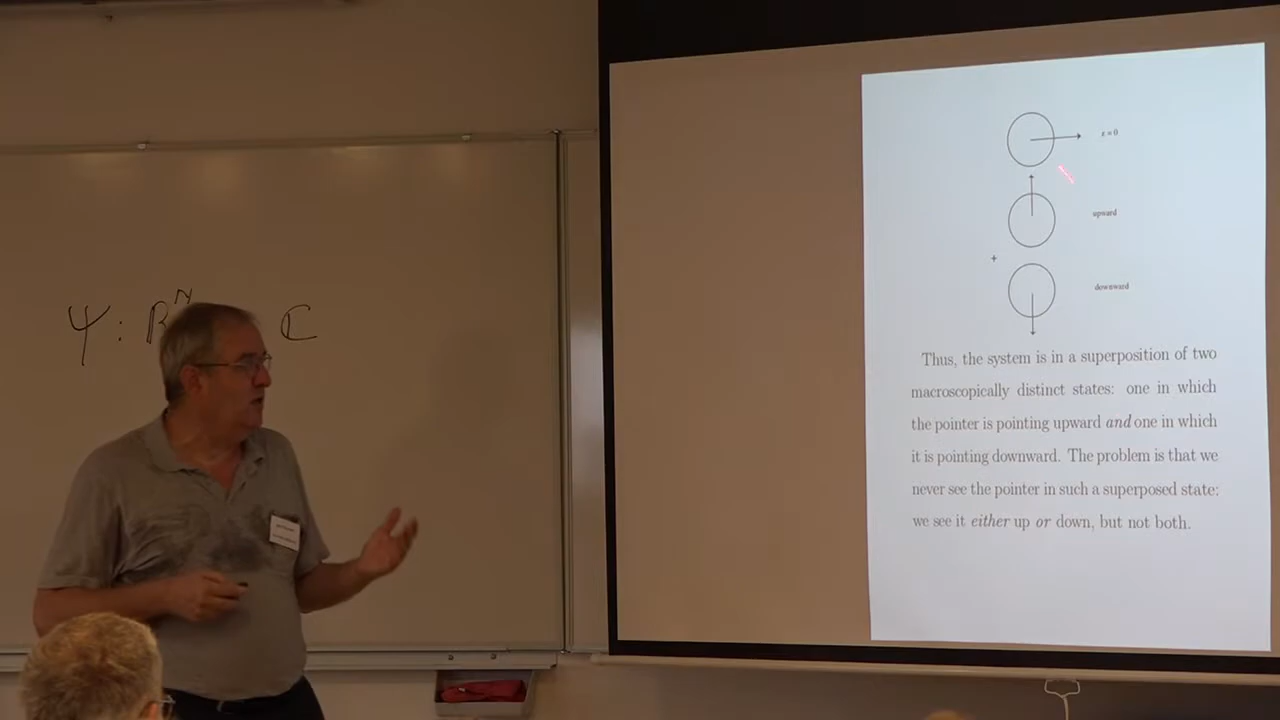 Ψ : R^N ℂ
z = 0
upward
+
downward
Thus, the system is in a superposition of two
macroscopically distinct states: one in which
the pointer is pointing upward and one in which
it is pointing downward. The problem is that we
never see the pointer in such a superposed state:
we see it either up or down, but not both.